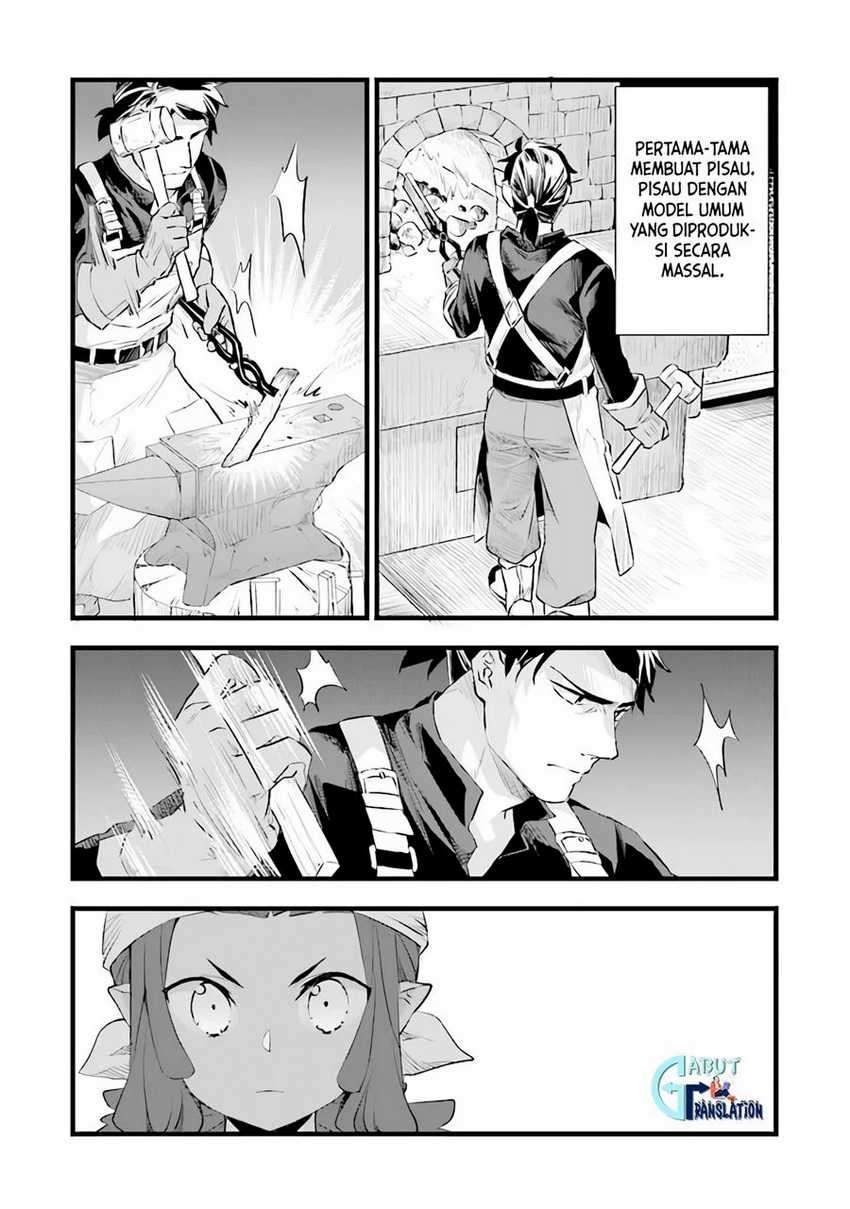 PERTAMA-TAMA
MEMBUAT PISAU.
PISAU DENGAN
MODEL UMUM
YANG DIPRODUK-
SI SECARA
MASSAL.
GABUT
TRANSLATION